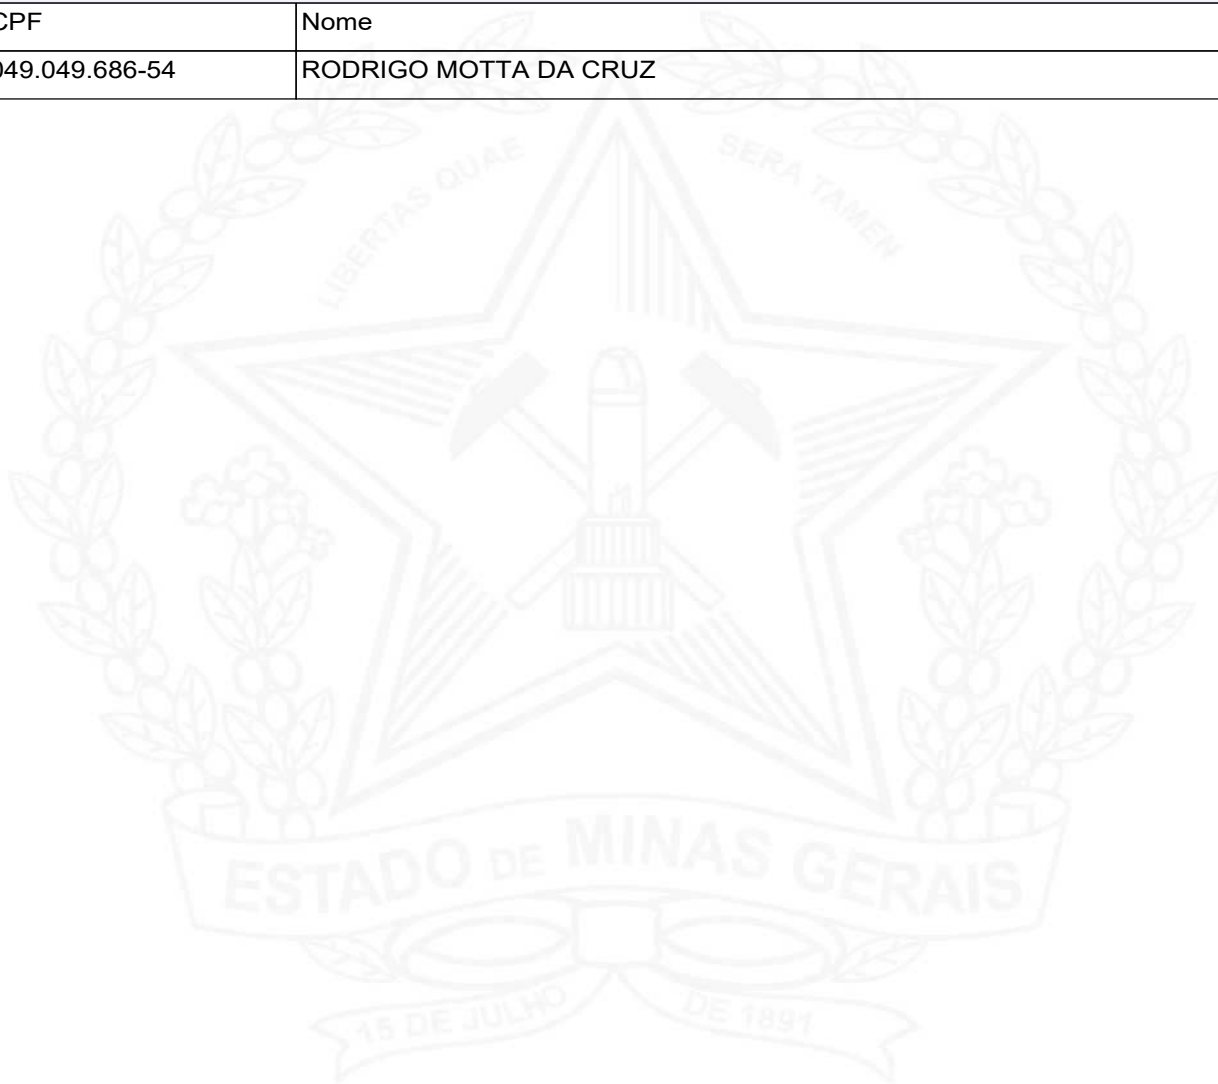 CPF Nome
049.049.686-54 RODRIGO MOTTA DA CRUZ
LIBERTAS QUAE SERA TAMEN
ESTADO DE MINAS GERAIS
15 DE JULHO DE 1891